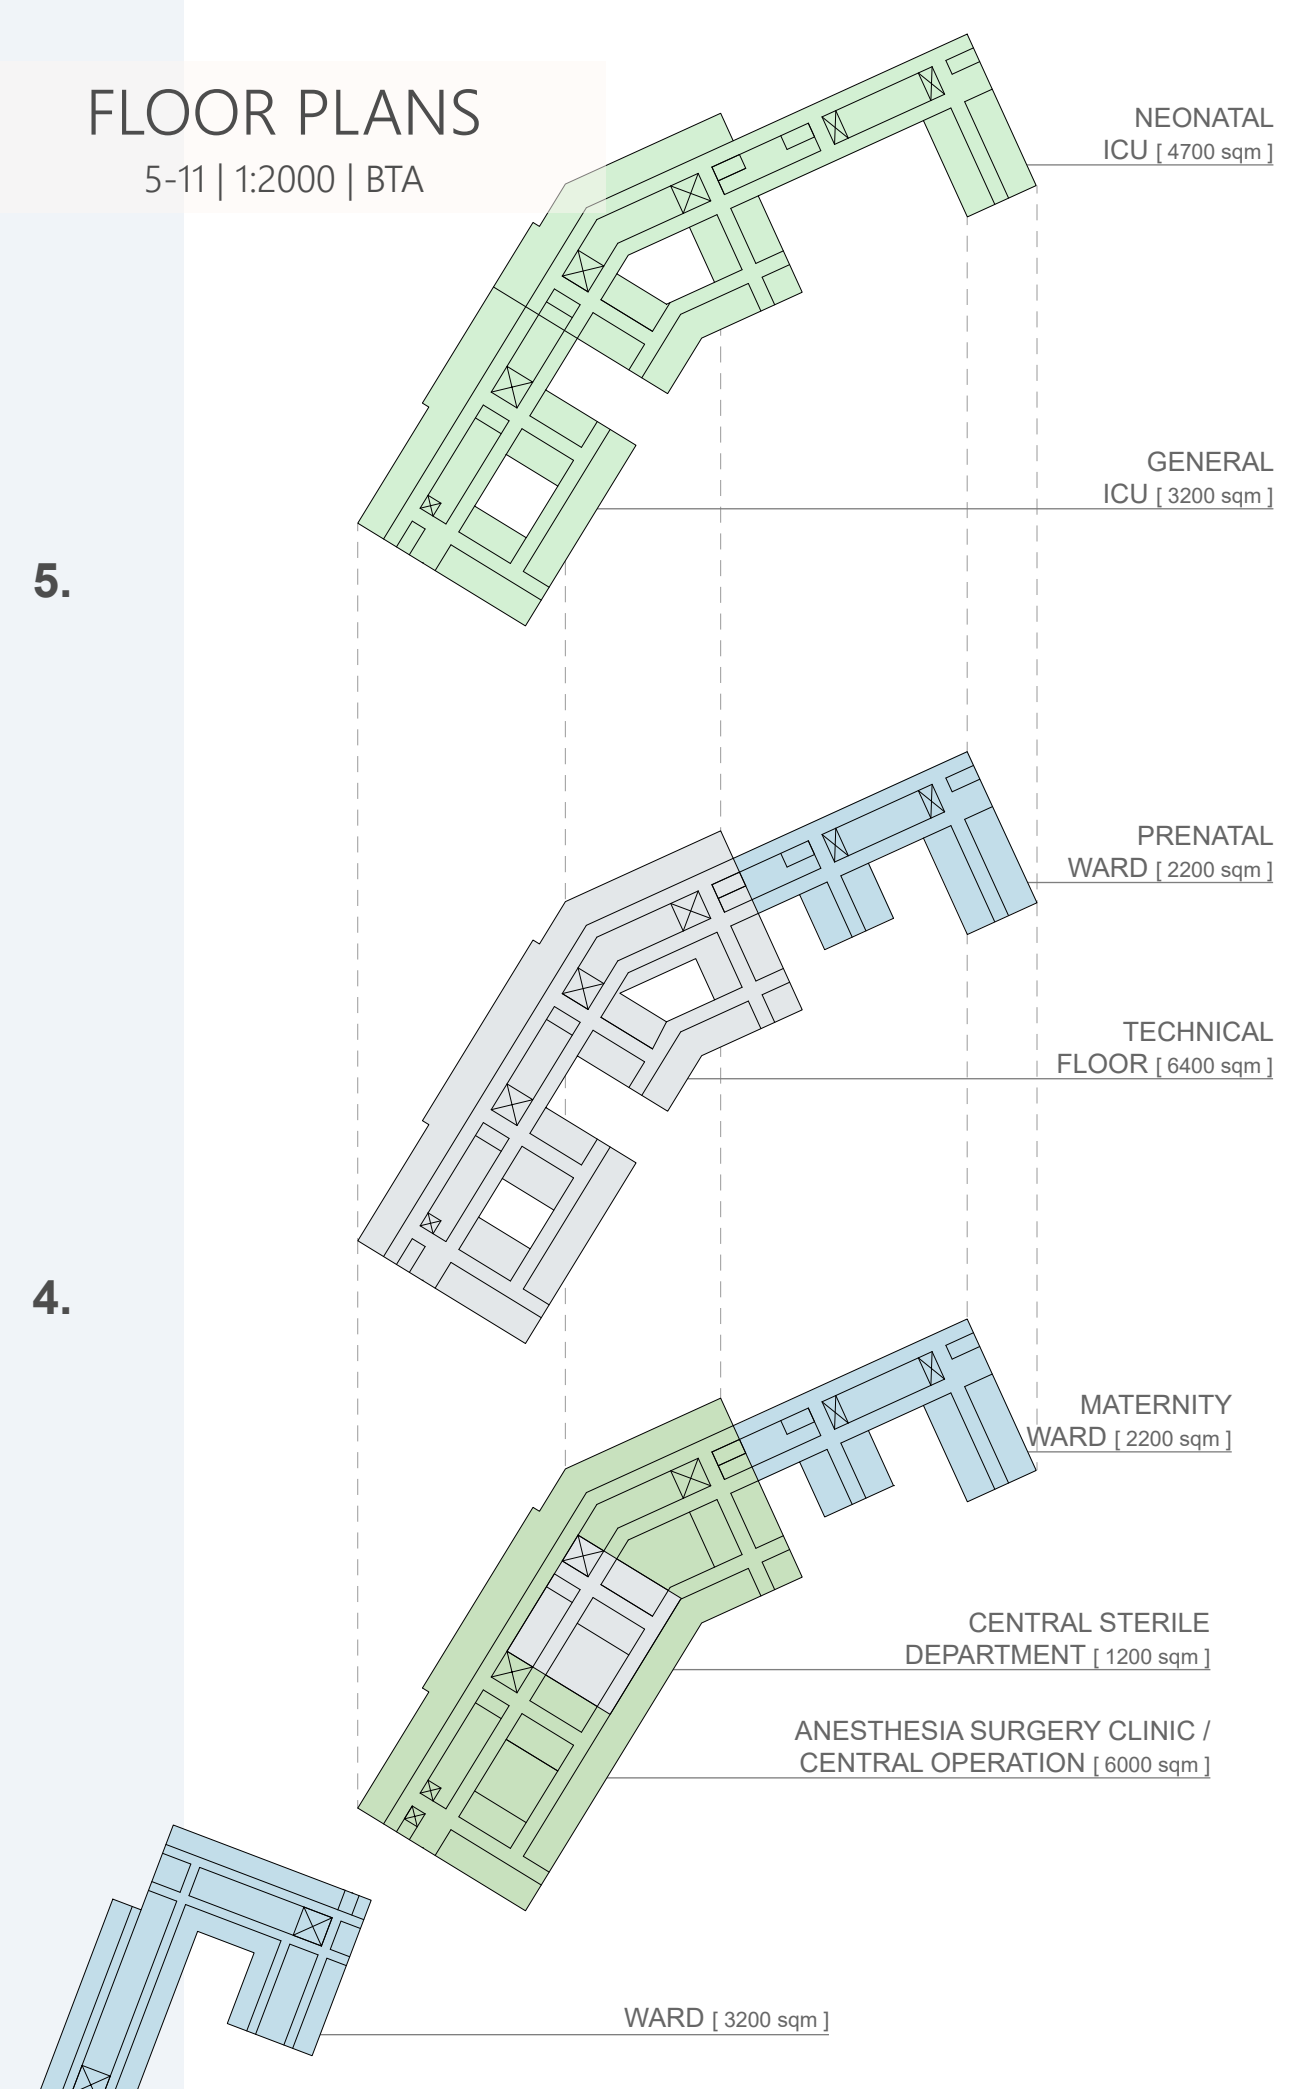 FLOOR PLANS
5-11 | 1:2000 | BTA
NEONATAL
ICU [ 4700 sqm ]
GENERAL
ICU [ 3200 sqm ]
5.
PRENATAL
WARD [ 2200 sqm ]
TECHNICAL
FLOOR [ 6400 sqm ]
4.
MATERNITY
WARD [ 2200 sqm ]
CENTRAL STERILE
DEPARTMENT [ 1200 sqm ]
ANESTHESIA SURGERY CLINIC /
CENTRAL OPERATION [ 6000 sqm ]
WARD [ 3200 sqm ]